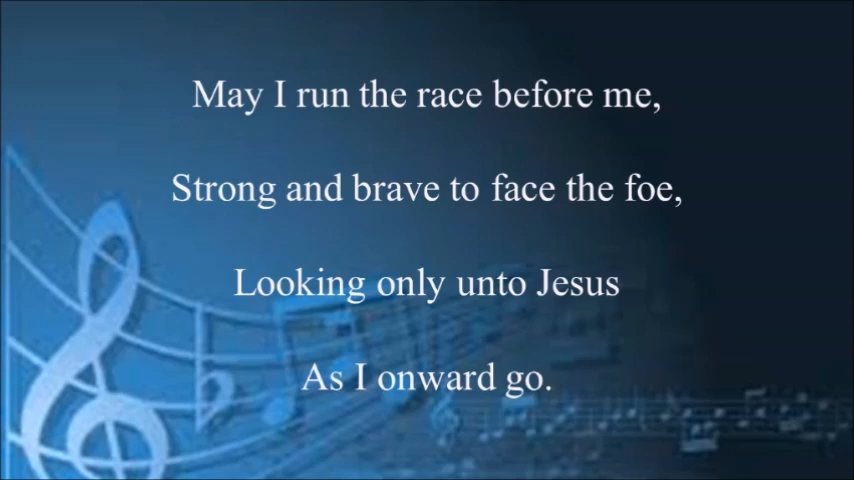 May I run the race before me,
Strong and brave to face the foe,
Looking only unto Jesus
As I onward go.